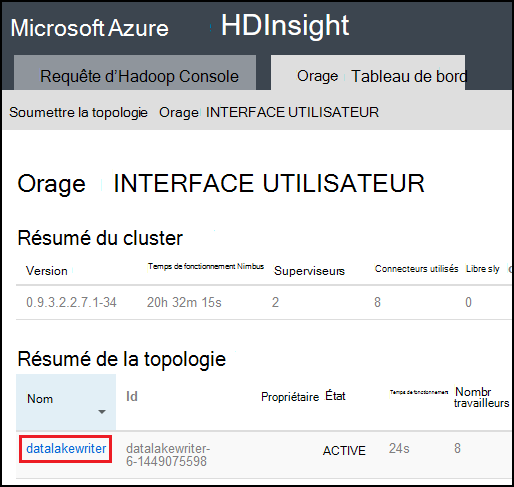 Microsoft Azure HDInsight
Requête d'Hadoop Console Orage Tableau de bord
Soumettre la topologie Orage INTERFACE UTILISATEUR
Orage INTERFACE UTILISATEUR
Résumé du cluster
Version Temps de fonctionnement Nimbus Superviseurs Connecteurs utilisés Libre sly
0.9.3.2.2.7.1-34 20h 32m 15s 2 8 0
Résumé de la topologie
Nom Id Propriétaire État Temps de fonctionnement Nombr
travailleurs
datalakewriter datalakewriter- ACTIVE 24s 8
6-1449075598